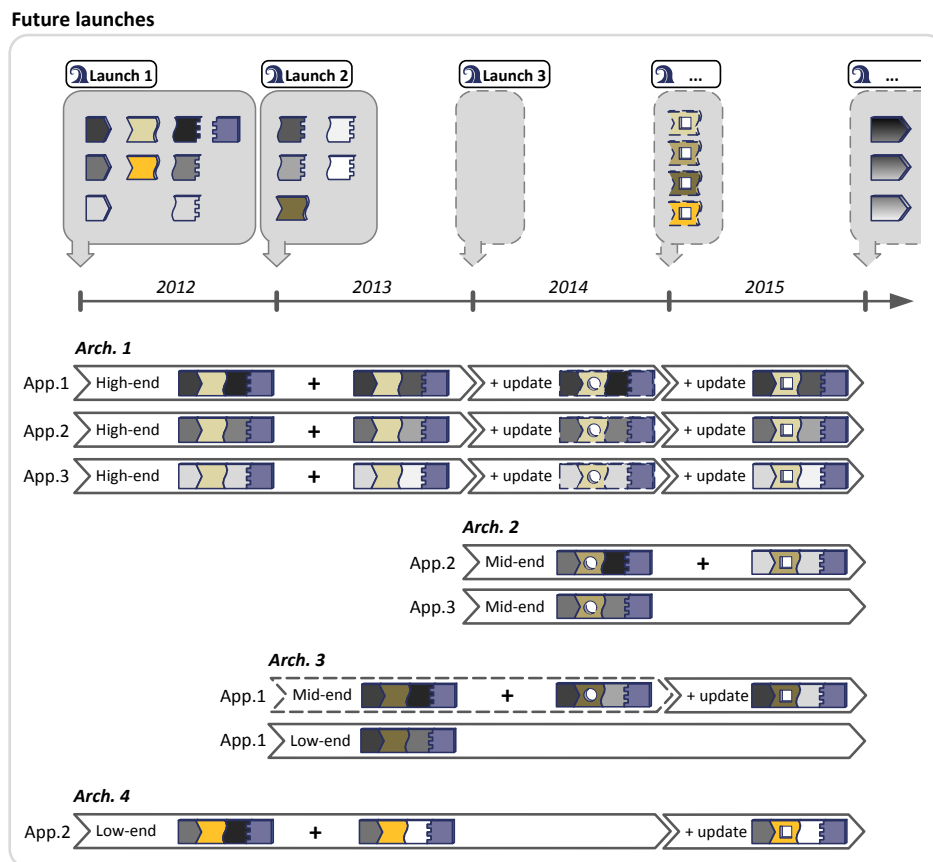 Future launches
Launch 1 Launch 2 Launch 3 ... ...
2012 2013 2014 2015
Arch. 1
App.1 High-end + + update + update
App.2 High-end + + update + update
App.3 High-end + + update + update
Arch. 2
App.2 Mid-end +
App.3 Mid-end
Arch. 3
App.1 Mid-end + + update
App.1 Low-end
Arch. 4
App.2 Low-end + + update